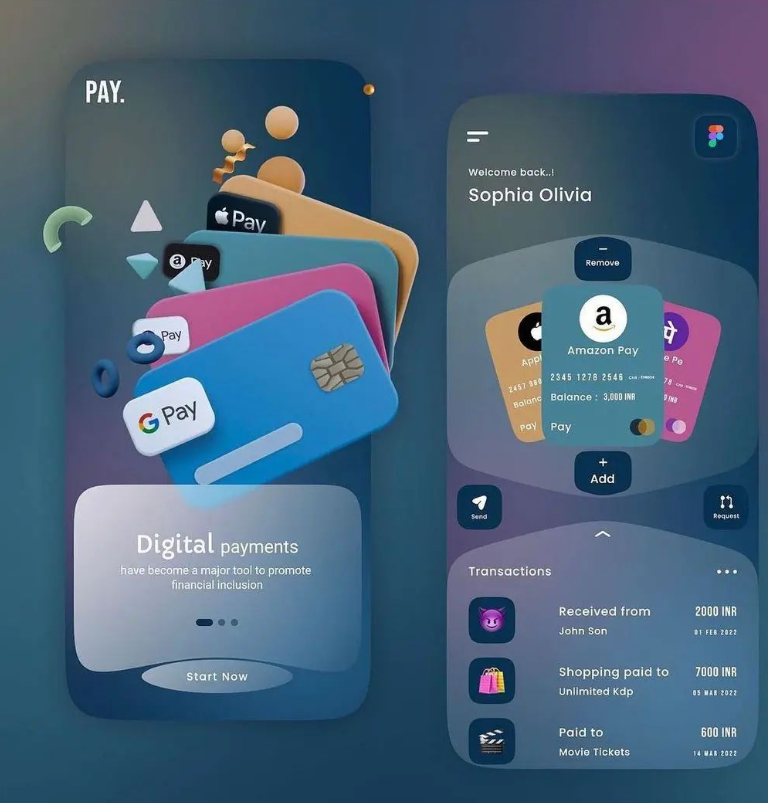 PAY.
Pay
a Pay
Pay
G Pay
Digital payments
have become a major tool to promote
financial inclusion
Start Now
Welcome back..!
Sophia Olivia
Remove
a
Amazon Pay
e Pe
2345 1278 2546
2457
Balance : 3,000 INR
Balanc
Pay
Pay
Add
Send
Request
Transactions
Received from 2000 INR
John Son 01 FEB 2022
Shopping paid to 7000 INR
Unlimited Kdp 05 MAR 2022
Paid to 600 INR
Movie Tickets 14 MAR 2022